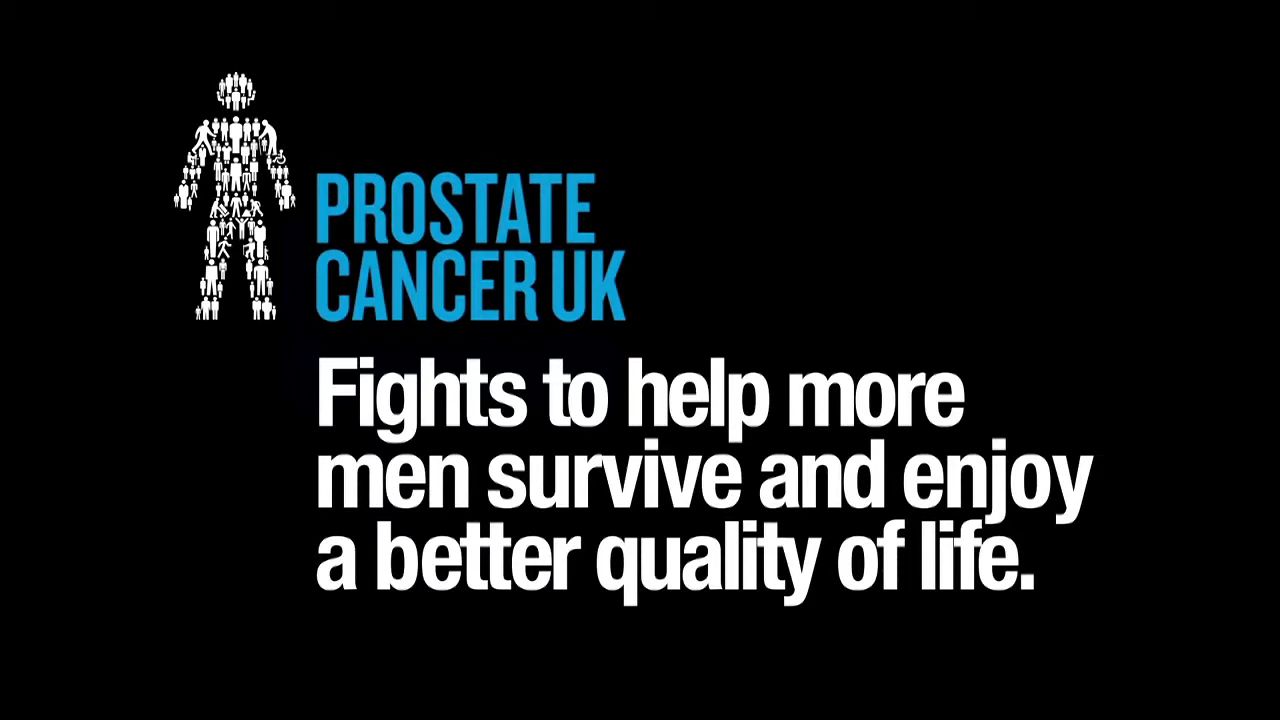 PROSTATE
CANCER UK
Fights to help more
men survive and enjoy
a better quality of life.